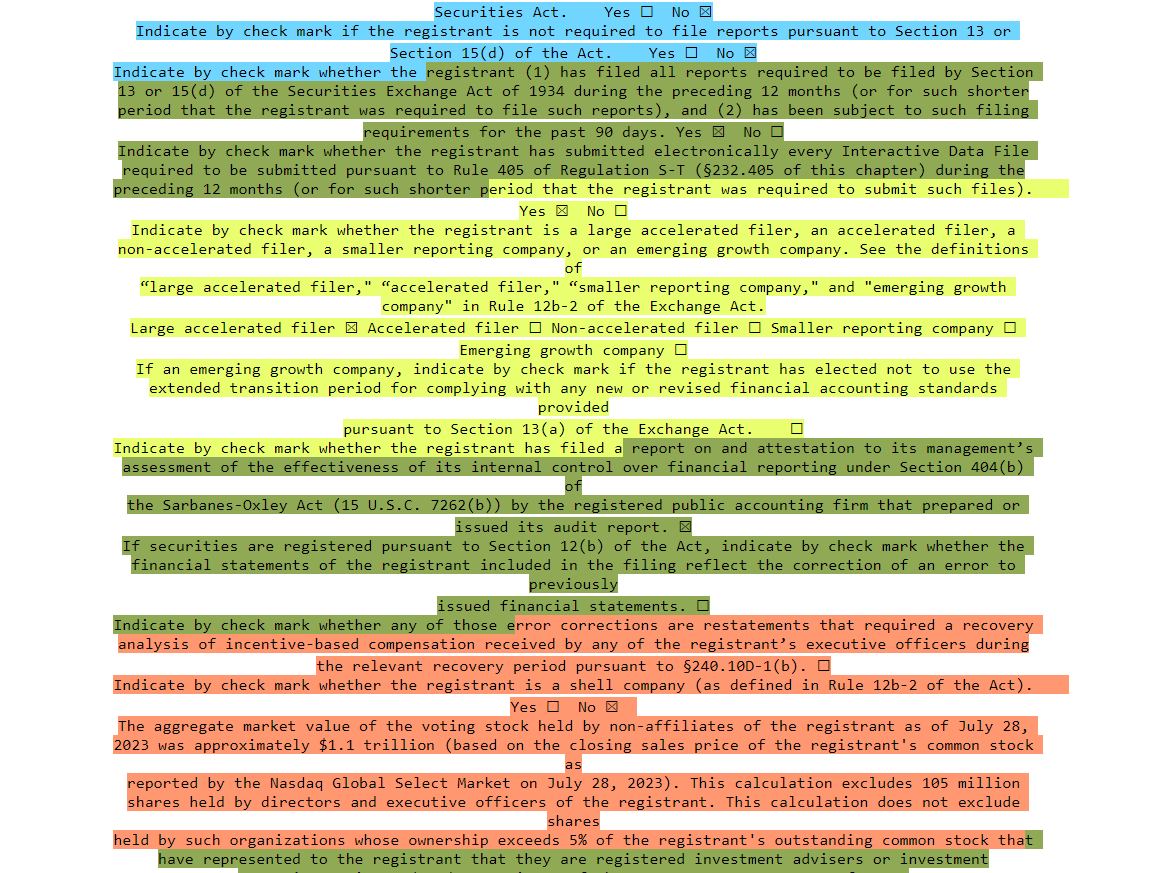 Securities Act. Yes ☐ No ☒
Indicate by check mark if the registrant is not required to file reports pursuant to Section 13 or
Section 15(d) of the Act. Yes ☐ No ☒
Indicate by check mark whether the registrant (1) has filed all reports required to be filed by Section
13 or 15(d) of the Securities Exchange Act of 1934 during the preceding 12 months (or for such shorter
period that the registrant was required to file such reports), and (2) has been subject to such filing
requirements for the past 90 days. Yes ☒ No ☐
Indicate by check mark whether the registrant has submitted electronically every Interactive Data File
required to be submitted pursuant to Rule 405 of Regulation S-T (§232.405 of this chapter) during the
preceding 12 months (or for such shorter period that the registrant was required to submit such files).
Yes ☒ No ☐
Indicate by check mark whether the registrant is a large accelerated filer, an accelerated filer, a
non-accelerated filer, a smaller reporting company, or an emerging growth company. See the definitions
of
“large accelerated filer," “accelerated filer," “smaller reporting company," and "emerging growth
company" in Rule 12b-2 of the Exchange Act.
Large accelerated filer ☒ Accelerated filer ☐ Non-accelerated filer ☐ Smaller reporting company ☐
Emerging growth company ☐
If an emerging growth company, indicate by check mark if the registrant has elected not to use the
extended transition period for complying with any new or revised financial accounting standards
provided
pursuant to Section 13(a) of the Exchange Act. ☐
Indicate by check mark whether the registrant has filed a report on and attestation to its management’s
assessment of the effectiveness of its internal control over financial reporting under Section 404(b)
of
the Sarbanes-Oxley Act (15 U.S.C. 7262(b)) by the registered public accounting firm that prepared or
issued its audit report. ☒
If securities are registered pursuant to Section 12(b) of the Act, indicate by check mark whether the
financial statements of the registrant included in the filing reflect the correction of an error to
previously
issued financial statements. ☐
Indicate by check mark whether any of those error corrections are restatements that required a recovery
analysis of incentive-based compensation received by any of the registrant’s executive officers during
the relevant recovery period pursuant to §240.10D-1(b). ☐
Indicate by check mark whether the registrant is a shell company (as defined in Rule 12b-2 of the Act).
Yes ☐ No ☒
The aggregate market value of the voting stock held by non-affiliates of the registrant as of July 28,
2023 was approximately $1.1 trillion (based on the closing sales price of the registrant's common stock
as
reported by the Nasdaq Global Select Market on July 28, 2023). This calculation excludes 105 million
shares held by directors and executive officers of the registrant. This calculation does not exclude
shares
held by such organizations whose ownership exceeds 5% of the registrant's outstanding common stock that
have represented to the registrant that they are registered investment advisers or investment